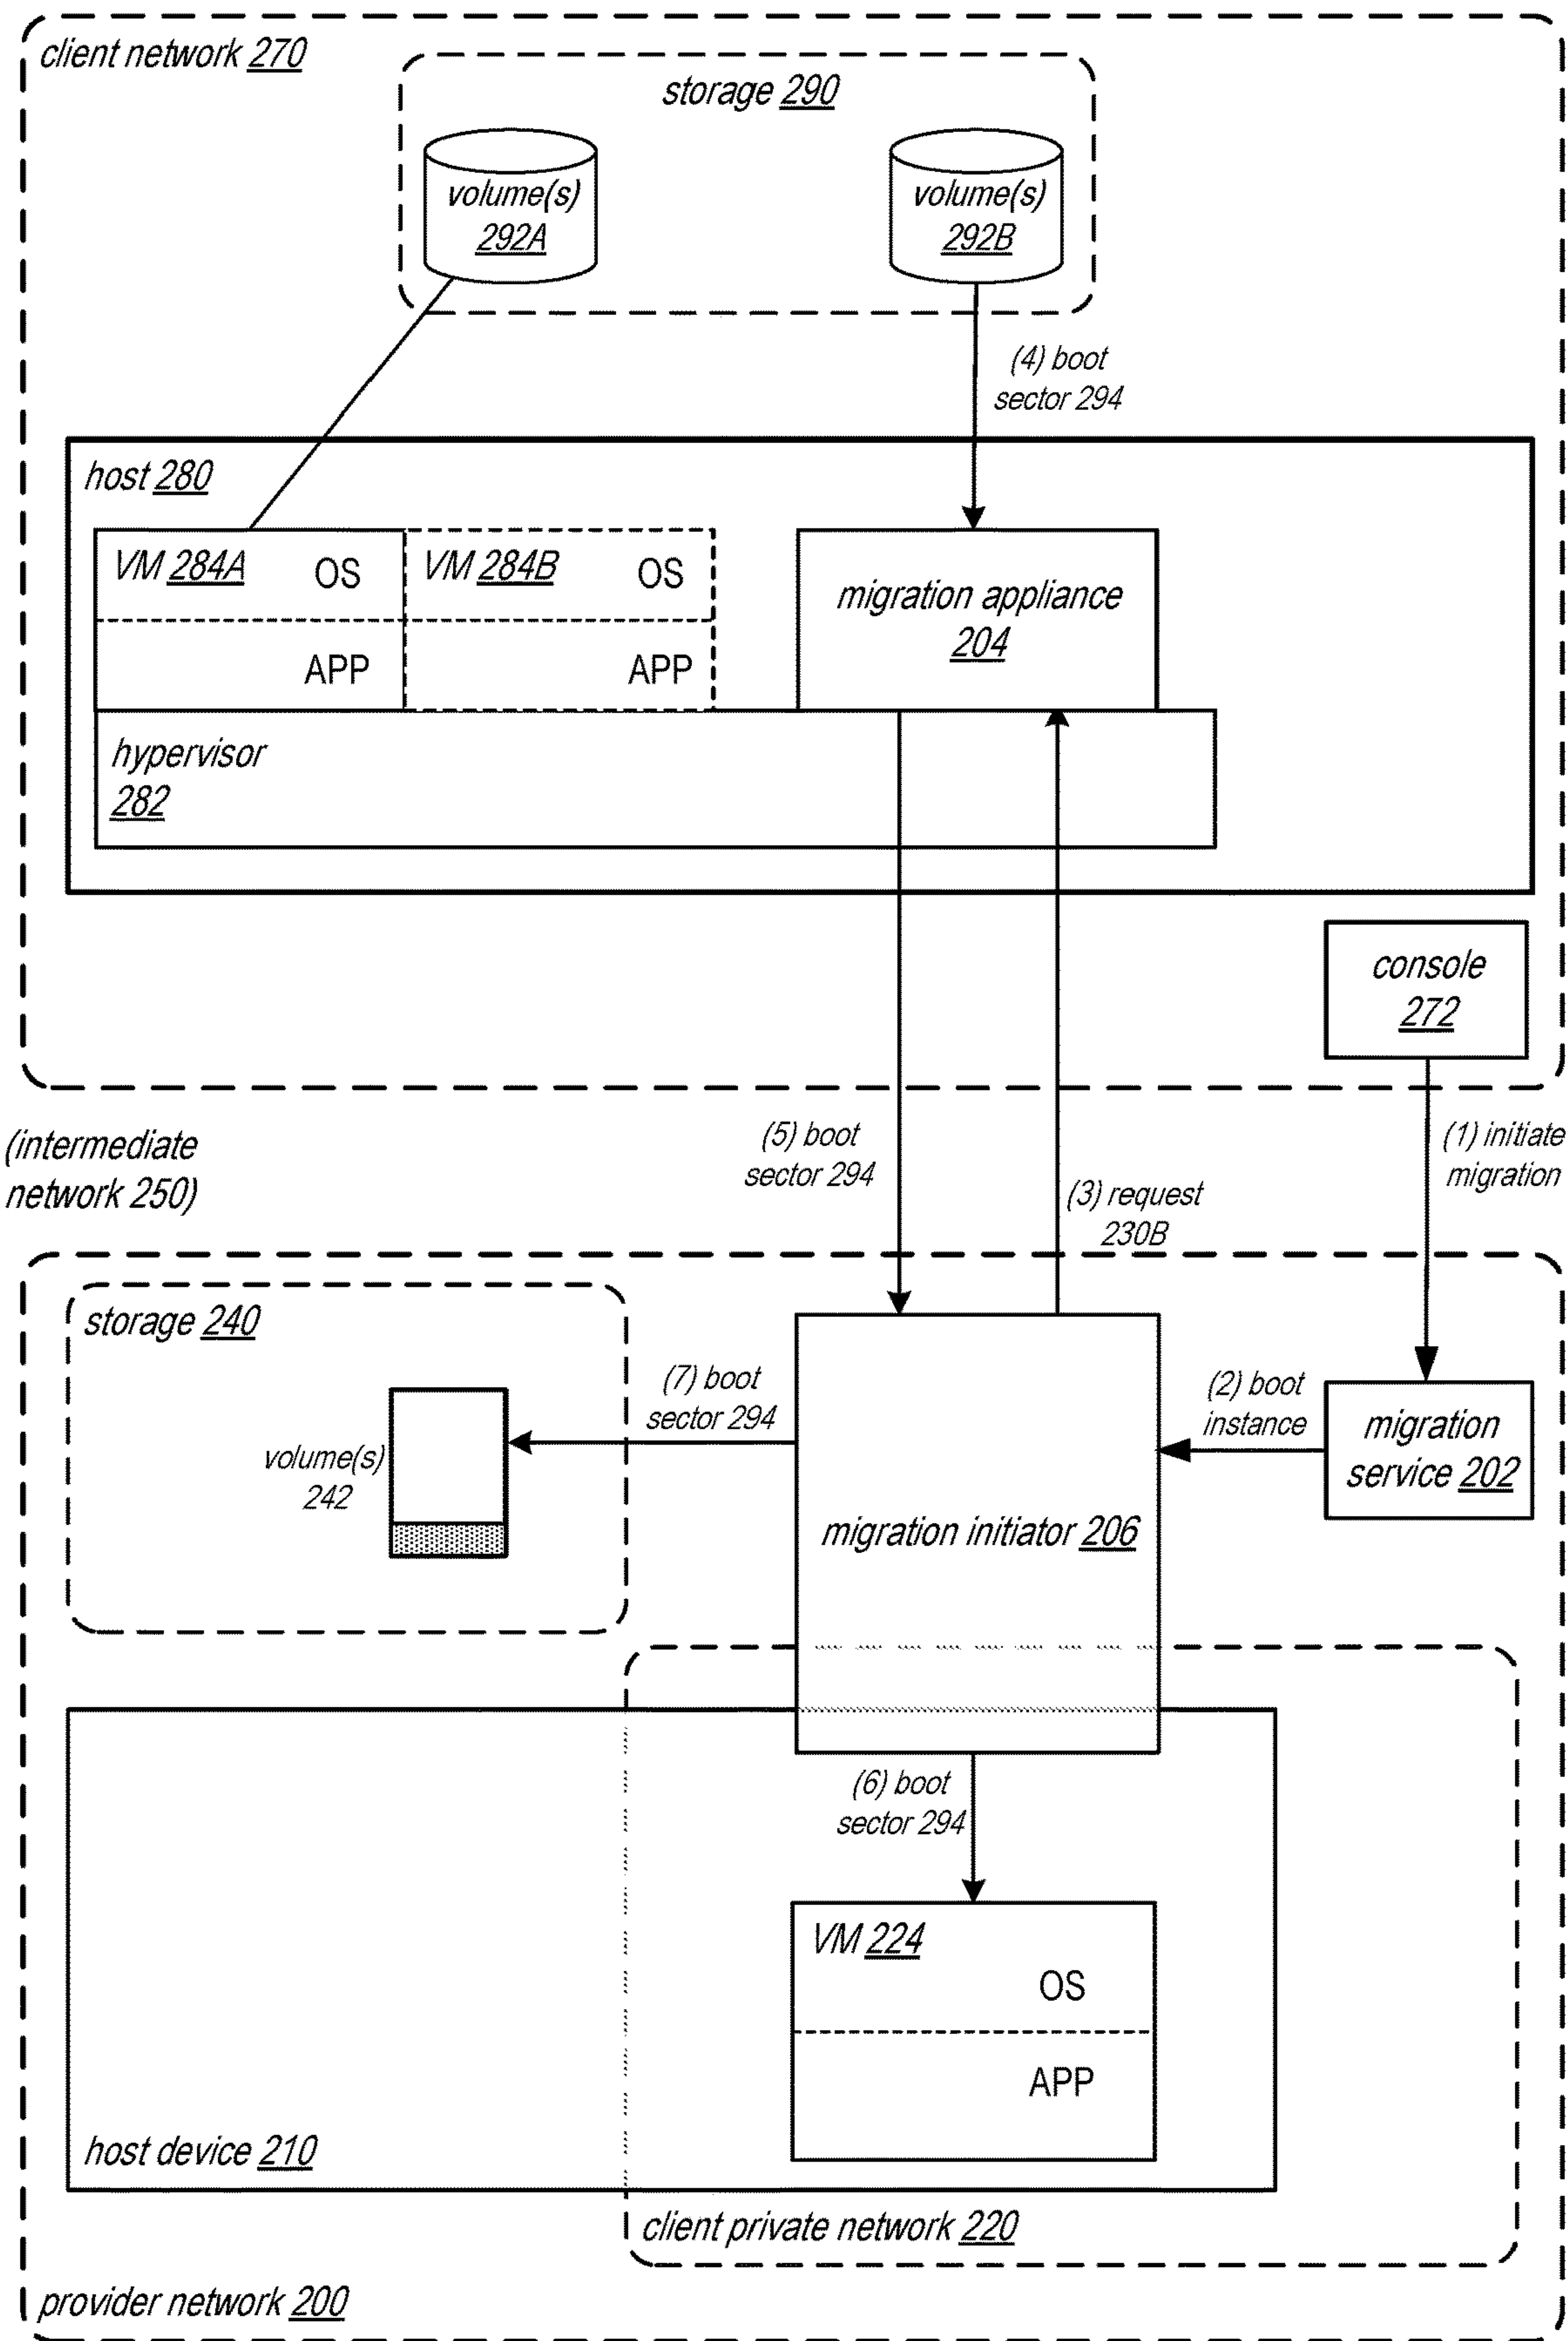 client network 270
storage 290
volume(s)
292A
volume(s)
292B
(4) boot
sector 294
host 280
VM 284A OS
APP
VM 284B OS
APP
migration appliance
204
hypervisor
282
console
272
(intermediate
network 250)
(5) boot
sector 294
(3) request
230B
(1) initiate
migration
storage 240
volume(s)
242
(7) boot
sector 294
(2) boot
instance
migration
service 202
migration initiator 206
(6) boot
sector 294
VM 224
OS
APP
host device 210
client private network 220
provider network 200